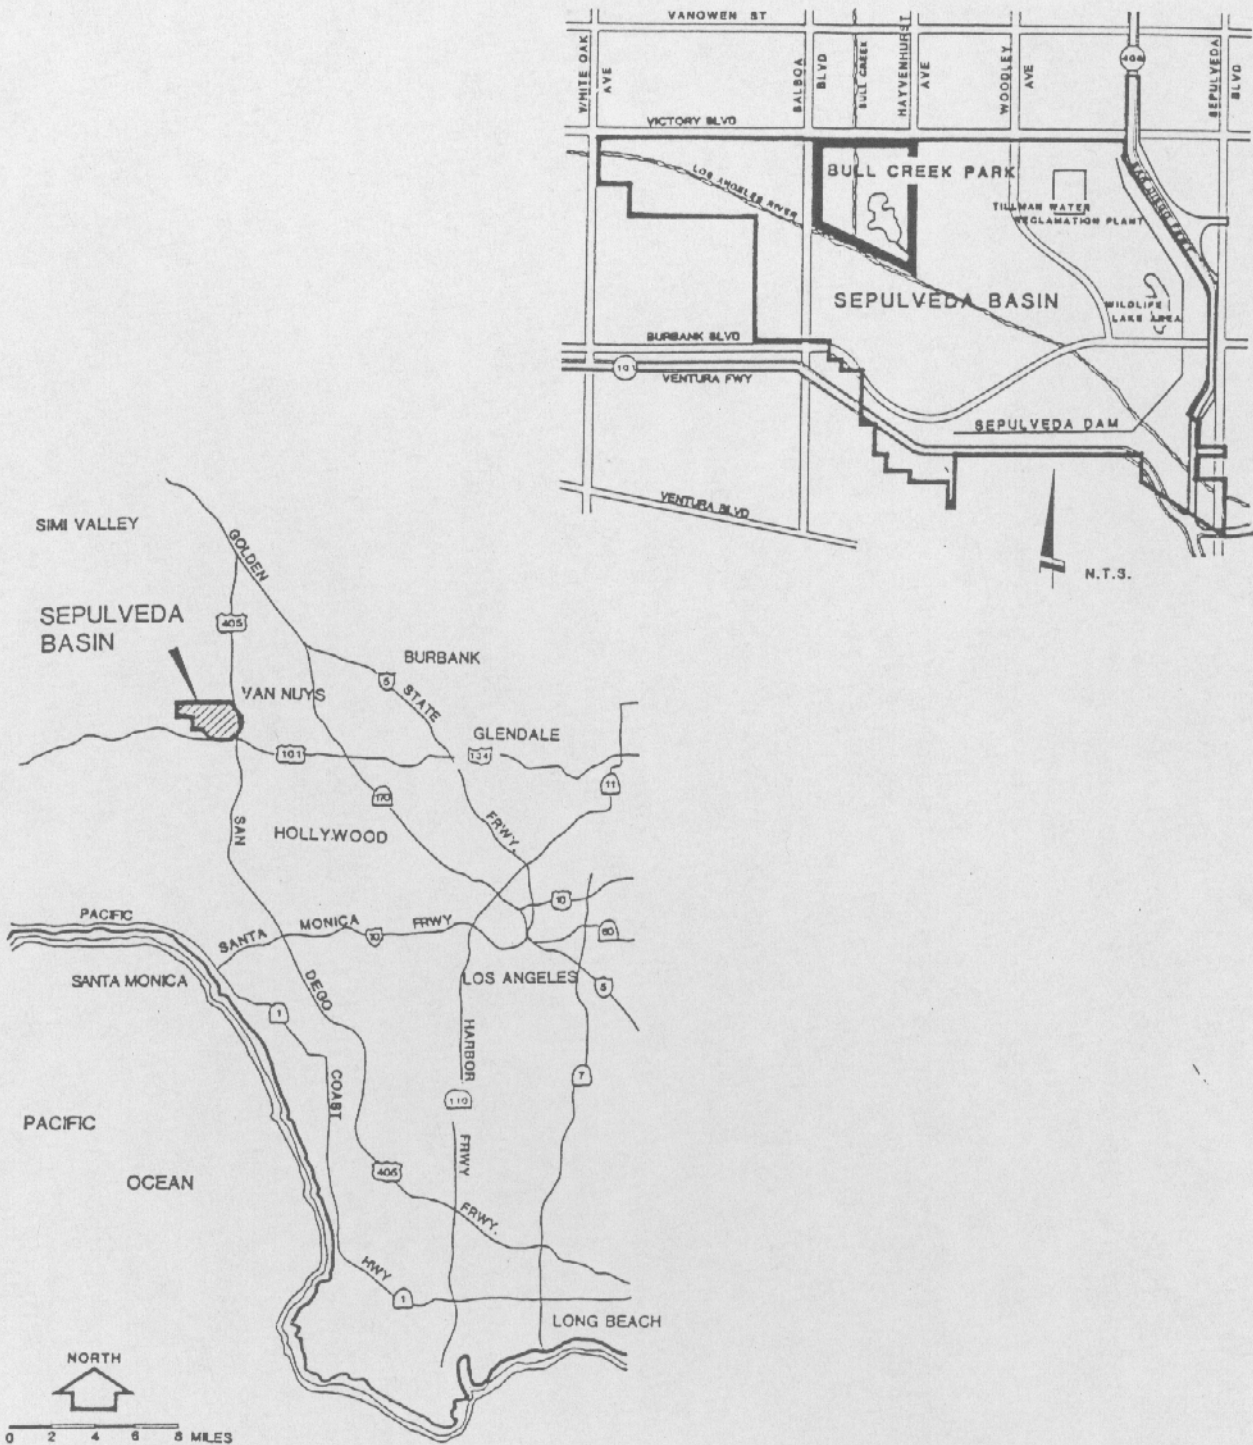 VANOWEN ST
WHITE OAK
AVE
BALBOA
BLVD
BULL CREEK
HAYVENHURST
AVE
WOODLEY
AVE
405
SEPULVEDA
BLVD
VICTORY BLVD
LOS ANGELES RIVER
BULL CREEK PARK
TILLMAN WATER
RECLAMATION PLANT
SAN DIEGO FRWY
SEPULVEDA BASIN
WILDLIFE
LAKE AREA
BURBANK BLVD
101
VENTURA FWY
SEPULVEDA DAM
VENTURA BLVD
N.T.S.
SIMI VALLEY
GOLDEN
SEPULVEDA
BASIN
405
BURBANK
5
STATE
VAN NUYS
GLENDALE
101
134
11
170
SAN
HOLLYWOOD
FRWY.
10
PACIFIC
SANTA
MONICA
10
FRWY
60
SANTA MONICA
DIEGO
LOS ANGELES
5
1
HARBOR
COAST
7
110
PACIFIC
FRWY
OCEAN
405
FRWY.
HWY
1
LONG BEACH
NORTH
0 2 4 6 8 MILES